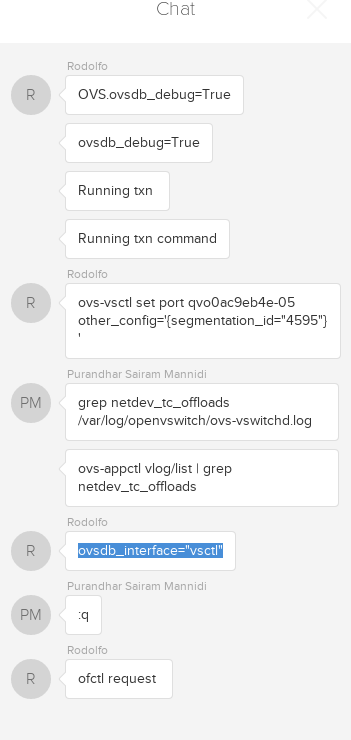 Chat
Rodolfo
R
OVS.ovsdb_debug=True
ovsdb_debug=True
Running txn
Running txn command
Rodolfo
R
ovs-vsctl set port qvo0ac9eb4e-05
other_config='{segmentation_id="4595"}
'
Purandhar Sairam Mannidi
PM
grep netdev_tc_offloads
/var/log/openvswitch/ovs-vswitchd.log
ovs-appctl vlog/list | grep
netdev_tc_offloads
Rodolfo
R
ovsdb_interface="vsctl"
Purandhar Sairam Mannidi
PM
:q
Rodolfo
R
ofctl request